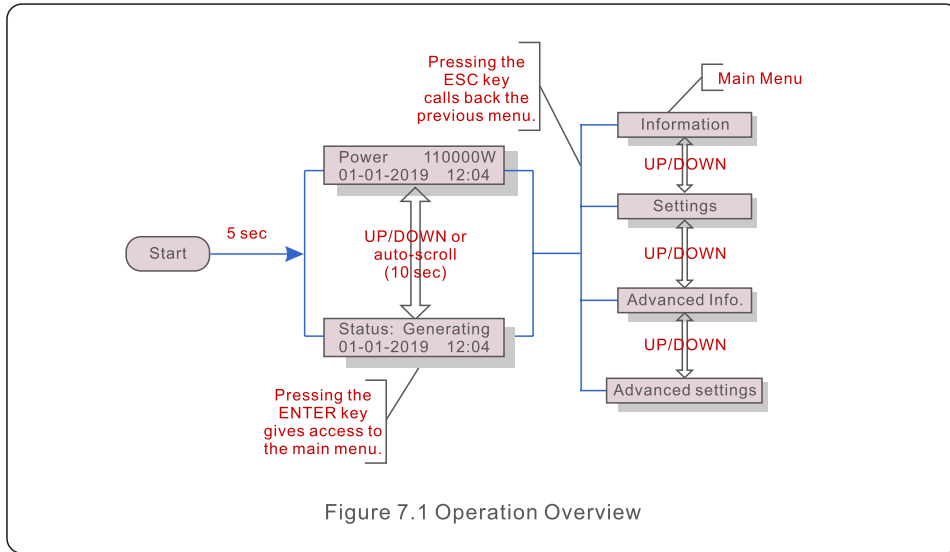 Pressing the
ESC key
calls back the
previous menu.
Main Menu
Information
UP/DOWN
Settings
UP/DOWN
Advanced Info.
UP/DOWN
Advanced settings
Power 110000W
01-01-2019 12:04
UP/DOWN or
auto-scroll
(10 sec)
Start
5 sec
Status: Generating
01-01-2019 12:04
Pressing the
ENTER key
gives access to
the main menu.
Figure 7.1 Operation Overview